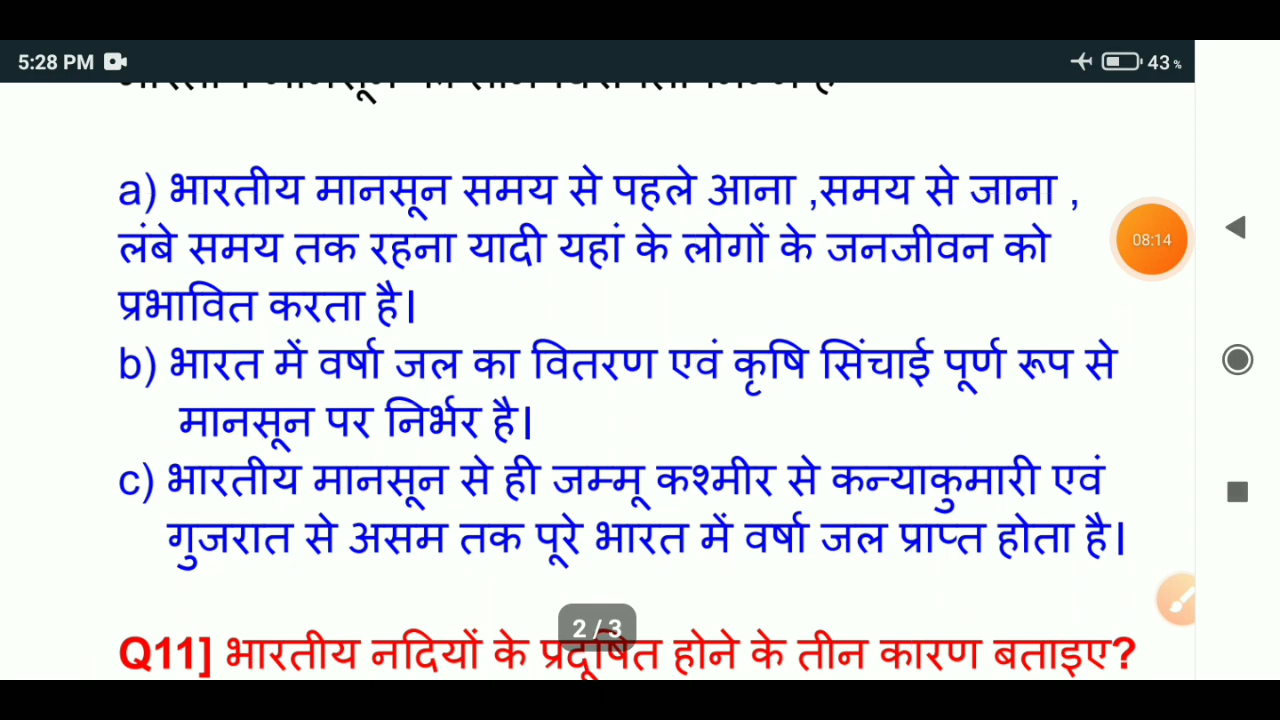 5:28 PM
43 %
a) भारतीय मानसून समय से पहले आना ,समय से जाना ,
08:14
लंबे समय तक रहना यादी यहां के लोगों के जनजीवन को
प्रभावित करता है।
b) भारत में वर्षा जल का वितरण एवं कृषि सिंचाई पूर्ण रूप से
मानसून पर निर्भर है।
c) भारतीय मानसून से ही जम्मू कश्मीर से कन्याकुमारी एवं
गुजरात से असम तक पूरे भारत में वर्षा जल प्राप्त होता है।
2 / 3
Q11] भारतीय नदियों के प्रदूषित होने के तीन कारण बताइए?